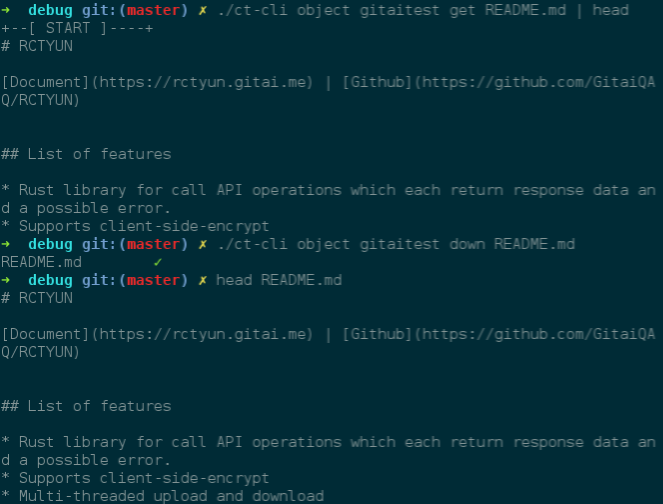 ➜  debug git:(master) ✗ ./ct-cli object gitaitest get README.md | head
+--[ START ]----+
# RCTYUN

[Document](https://rctyun.gitai.me) | [Github](https://github.com/GitaiQA
Q/RCTYUN)


## List of features

* Rust library for call API operations which each return response data an
d a possible error.
* Supports client-side-encrypt
➜  debug git:(master) ✗ ./ct-cli object gitaitest down README.md
README.md        ✓
➜  debug git:(master) ✗ head README.md
# RCTYUN

[Document](https://rctyun.gitai.me) | [Github](https://github.com/GitaiQA
Q/RCTYUN)


## List of features

* Rust library for call API operations which each return response data an
d a possible error.
* Supports client-side-encrypt
* Multi-threaded upload and download